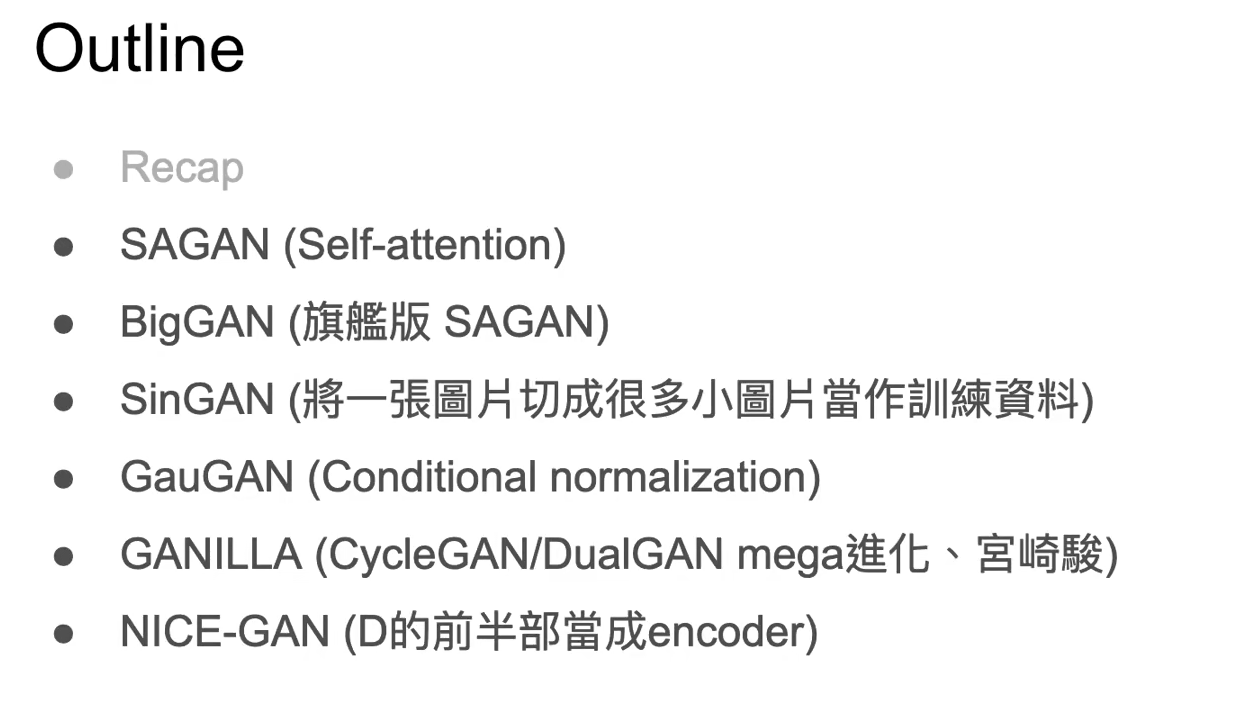 Outline
● Recap
● SAGAN (Self-attention)
● BigGAN (旗艦版 SAGAN)
● SinGAN (將一張圖片切成很多小圖片當作訓練資料)
● GauGAN (Conditional normalization)
● GANILLA (CycleGAN/DualGAN mega進化、宮崎駿)
● NICE-GAN (D的前半部當成encoder)